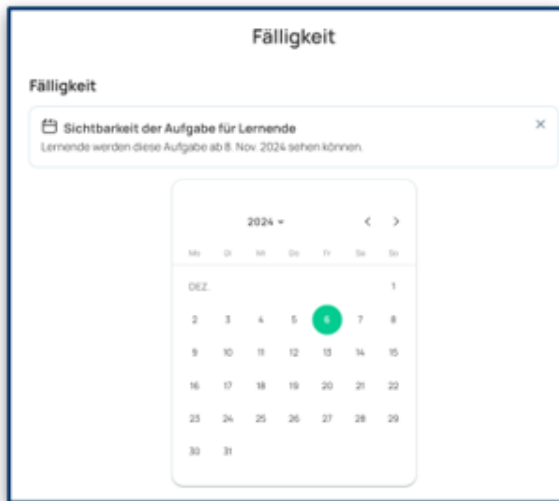 Fälligkeit
Fälligkeit
Sichtbarkeit der Aufgabe für Lernende
Lernende werden diese Aufgabe ab 8. Nov. 2024 sehen können.
2024
Mo Di Mi Do Fr Sa So
DEZ. 1
2 3 4 5 6 7 8
9 10 11 12 13 14 15
16 17 18 19 20 21 22
23 24 25 26 27 28 29
30 31